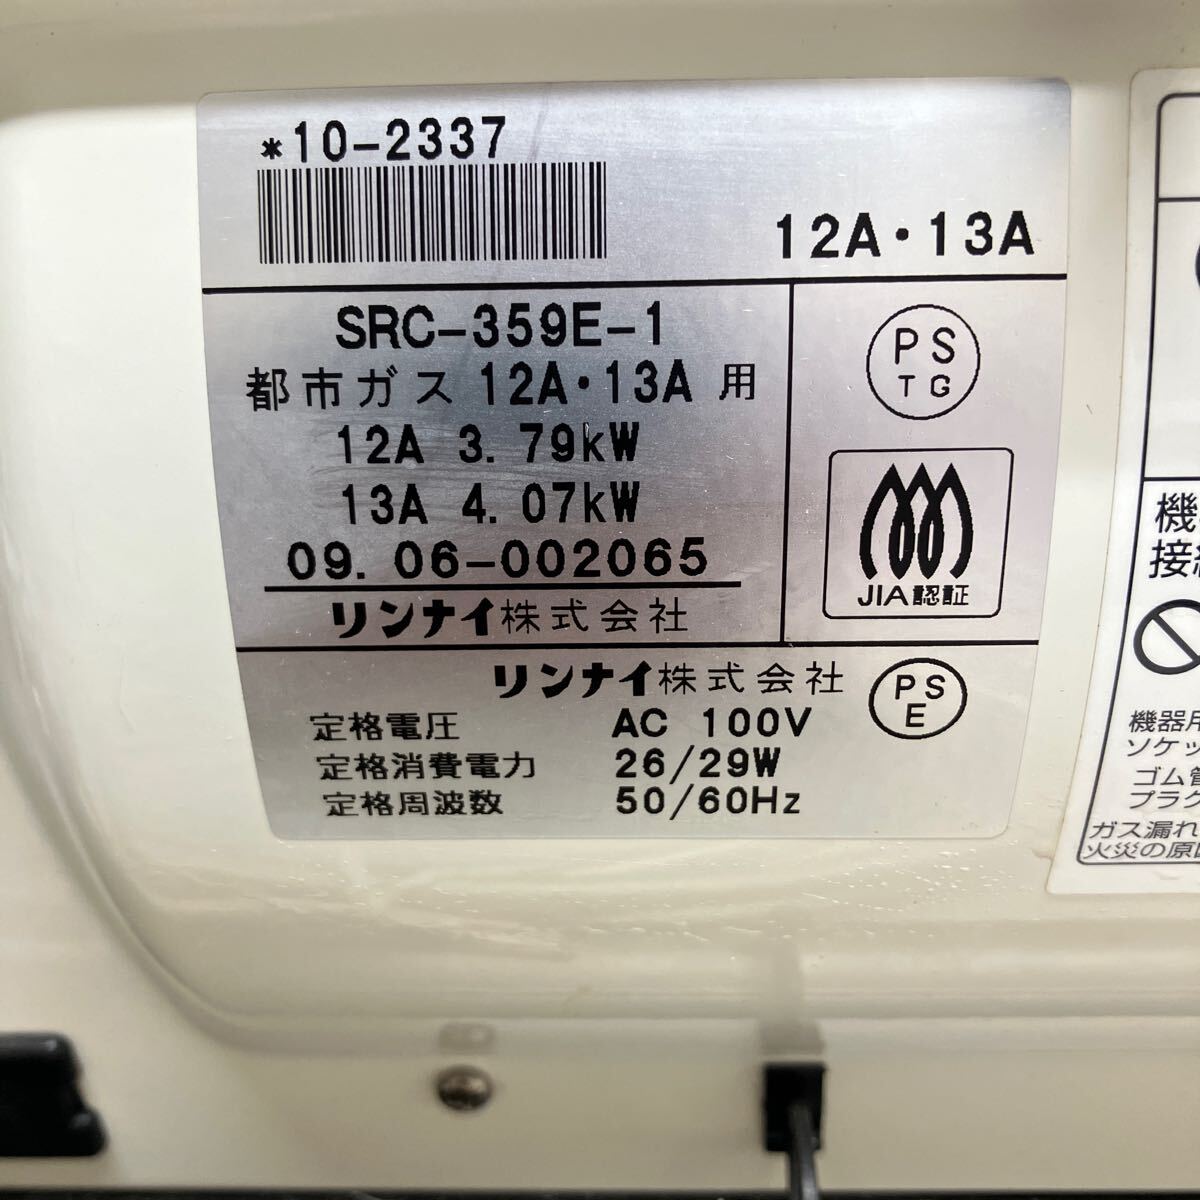 *10-2337
12A・13A
SRC-359E-1
都市ガス 12A・13A 用
12A 3.79kW
13A 4.07kW
09.06-002065
リンナイ株式会社
PS
TG
JIA認証
リンナイ株式会社
PS
E
定格電圧 AC 100V
定格消費電力 26/29W
定格周波数 50/60Hz
機
接続
機器用
ソケッ
ゴム管
プラグ
ガス漏れ
火災の原因